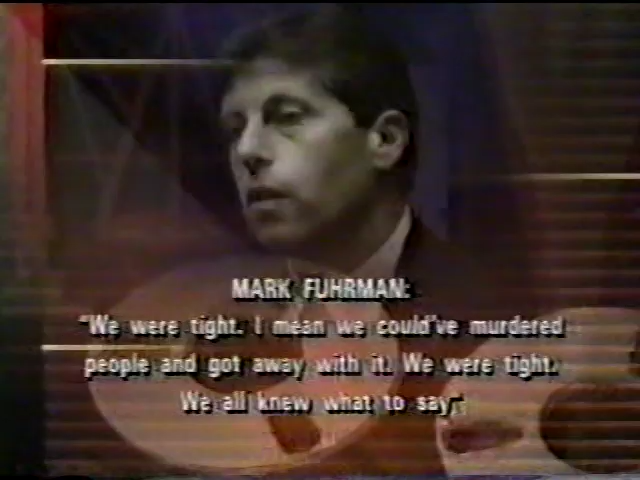 MARK FUHRMAN:
"We were tight. I mean we could've murdered
people and got away with it. We were tight.
We all knew what to say".